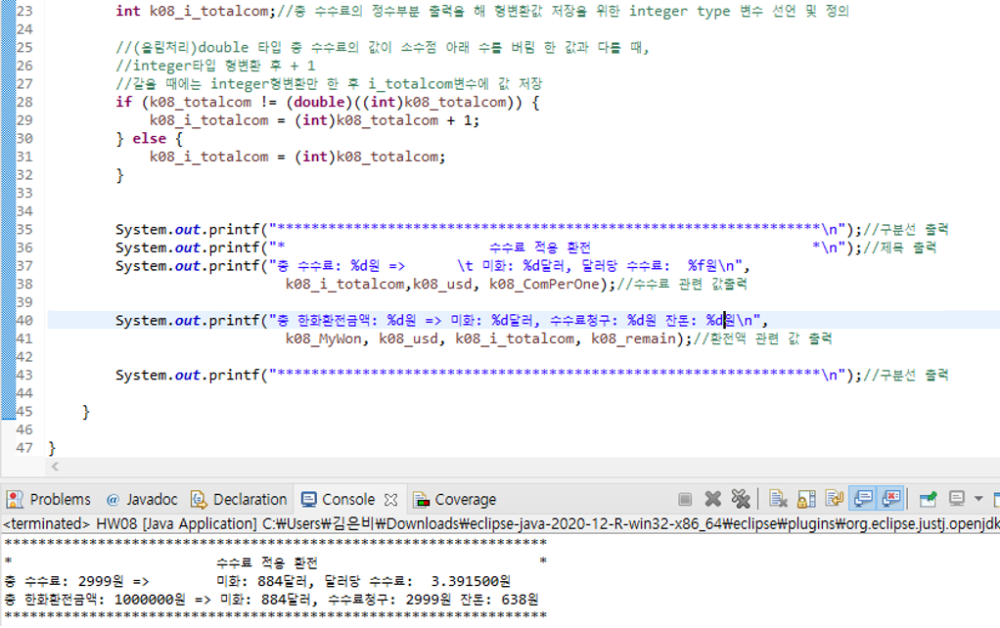 23 int k08_i_totalcom;//총 수수료의 정수부분 출력을 해 형변환값 저장을 위한 integer type 변수 선언 및 정의
24
25 //(올림처리)double 타입 총 수수료의 값이 소수점 아래 수를 버림 한 값과 다를 때,
26 //integer타입 형변환 후 + 1
27 //같을 때에는 integer형변환만 한 후 i_totalcom변수에 값 저장
28 if (k08_totalcom != (double)((int)k08_totalcom)) {
29 k08_i_totalcom = (int)k08_totalcom + 1;
30 } else {
31 k08_i_totalcom = (int)k08_totalcom;
32 }
33
34
35 System.out.printf("****************************************************************\n");//구분선 출력
36 System.out.printf("* 수수료 적용 환전 *\n");//제목 출력
37 System.out.printf("총 수수료: %d원 => \t 미화: %d달러, 달러당 수수료: %f원\n",
38 k08_i_totalcom,k08_usd, k08_ComPerOne);//수수료 관련 값출력
39
40 System.out.printf("총 한화환전금액: %d원 => 미화: %d달러, 수수료청구: %d원 잔돈: %d원\n",
41 k08_MyWon, k08_usd, k08_i_totalcom, k08_remain);//환전액 관련 값 출력
42
43 System.out.printf("****************************************************************\n");//구분선 출력
44
45 }
46
47 }
Problems @ Javadoc Declaration Console Coverage
<terminated> HW08 [Java Application] C:₩Users₩김은비₩Downloads₩eclipse-java-2020-12-R-win32-x86_64₩eclipse₩plugins₩org.eclipse.justj.openjdk
****************************************************************
* 수수료 적용 환전 *
총 수수료: 2999원 => 미화: 884달러, 달러당 수수료: 3.391500원
총 한화환전금액: 1000000원 => 미화: 884달러, 수수료청구: 2999원 잔돈: 638원
****************************************************************